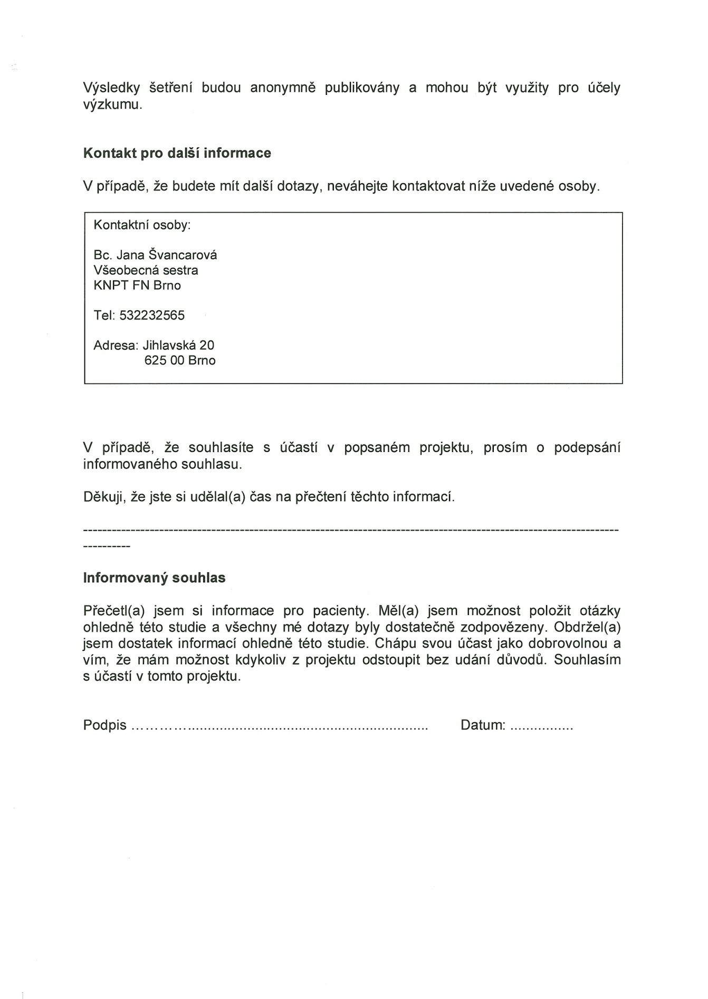 Výsledky šetření budou anonymně publikovány a mohou být využity pro účely
výzkumu.
Kontakt pro další informace
V případě, že budete mít další dotazy, neváhejte kontaktovat níže uvedené osoby.
Kontaktní osoby:
Bc. Jana Švancarová
Všeobecná sestra
KNPT FN Brno
Tel: 532232565
Adresa: Jihlavská 20
625 00 Brno
V případě, že souhlasíte s účastí v popsaném projektu, prosím o podepsání
informovaného souhlasu.
Děkuji, že jste si udělal(a) čas na přečtení těchto informací.
-----------------------------------------------------------------------------------------------------------------
----------
Informovaný souhlas
Přečetl(a) jsem si informace pro pacienty. Měl(a) jsem možnost položit otázky
ohledně této studie a všechny mé dotazy byly dostatečně zodpovězeny. Obdržel(a)
jsem dostatek informací ohledně této studie. Chápu svou účast jako dobrovolnou a
vím, že mám možnost kdykoliv z projektu odstoupit bez udání důvodů. Souhlasím
s účastí v tomto projektu.
Podpis ………….............................................................. Datum: ................